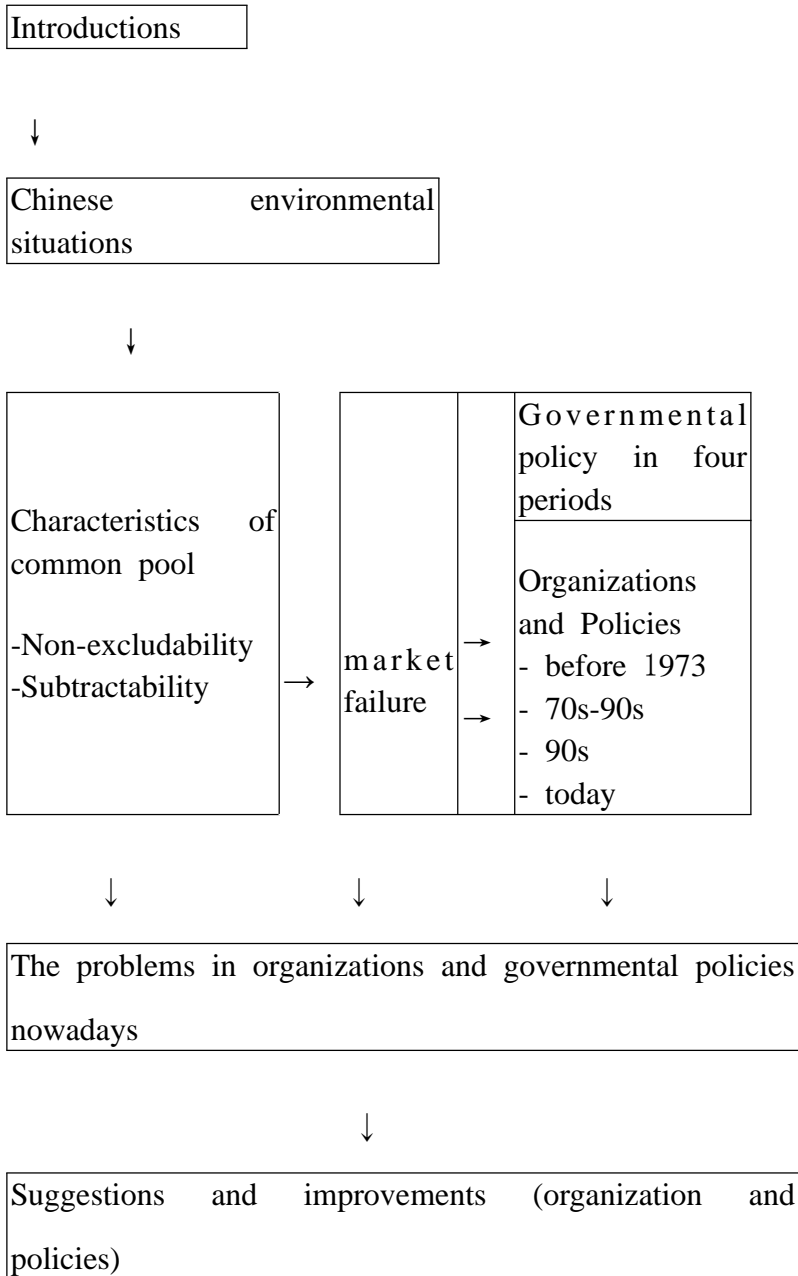 Introductions
↓
Chinese environmental
situations
↓
Characteristics of
common pool
-Non-excludability
-Subtractability
→
market
failure
→
→
Governmental
policy in four
periods
Organizations
and Policies
- before 1973
- 70s-90s
- 90s
- today
↓ ↓ ↓
The problems in organizations and governmental policies
nowadays
↓
Suggestions and improvements (organization and
policies)